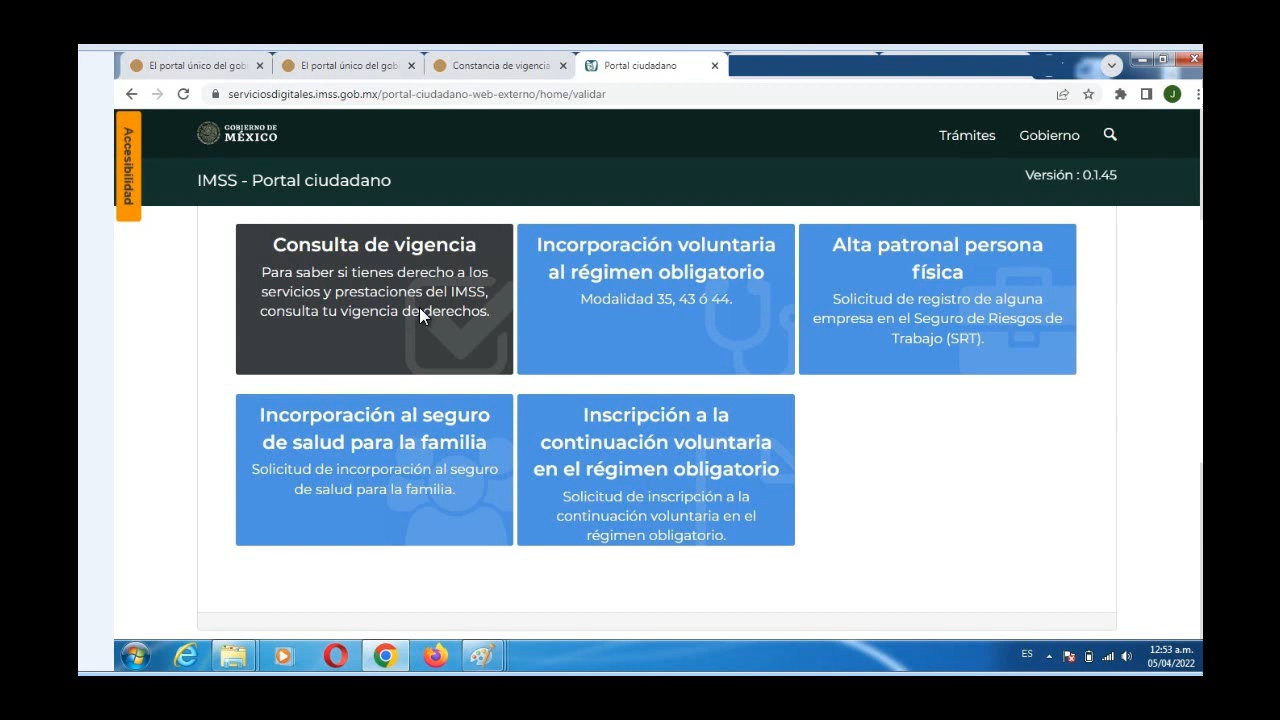 El portal único del gob
El portal único del gob
Constancia de vigencia
Portal ciudadano
serviciosdigitales.imss.gob.mx/portal-ciudadano-web-externo/home/validar
J
Accesibilidad
GOBIERNO DE
MÉXICO
Trámites
Gobierno
IMSS - Portal ciudadano
Versión : 0.1.45
Consulta de vigencia
Para saber si tienes derecho a los
servicios y prestaciones del IMSS,
consulta tu vigencia de derechos.
Incorporación voluntaria
al régimen obligatorio
Modalidad 35, 43 ó 44.
Alta patronal persona
física
Solicitud de registro de alguna
empresa en el Seguro de Riesgos de
Trabajo (SRT).
Incorporación al seguro
de salud para la familia
Solicitud de incorporación al seguro
de salud para la familia.
Inscripción a la
continuación voluntaria
en el régimen obligatorio
Solicitud de inscripción a la
continuación voluntaria en el
régimen obligatorio.
ES
12:53 a.m.
05/04/2022